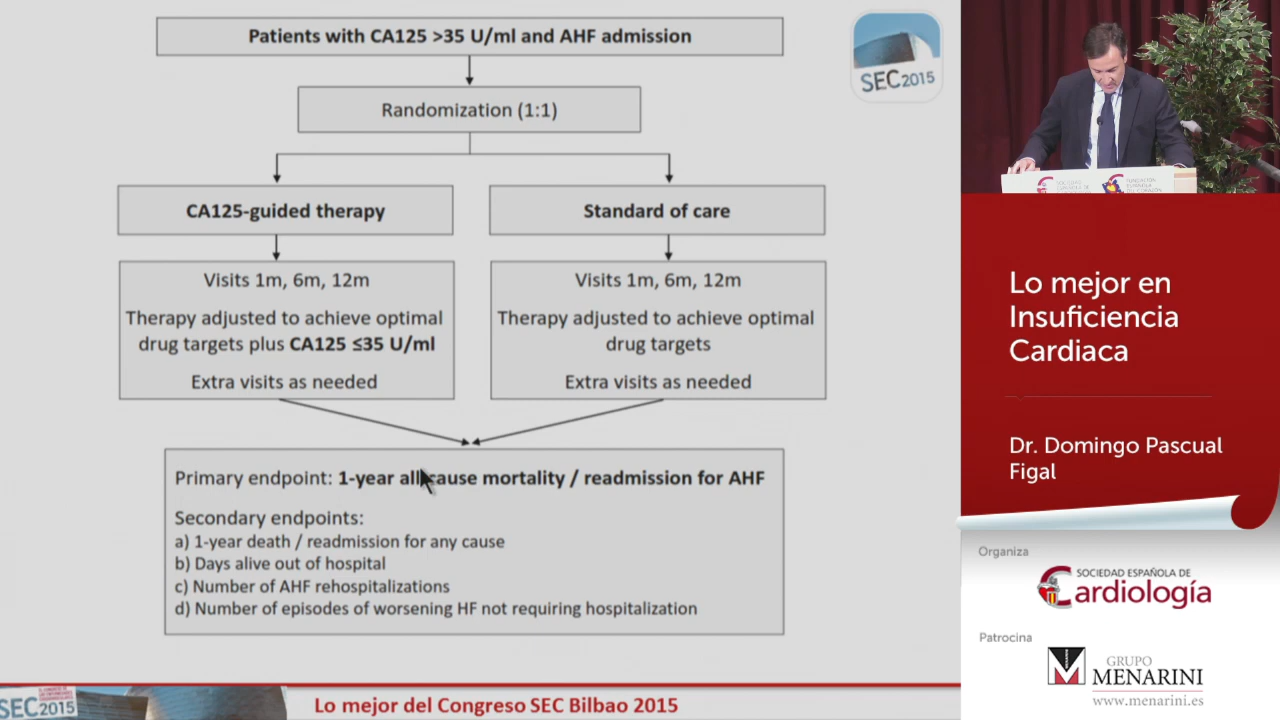 Patients with CA125 >35 U/ml and AHF admission
SEC2015
Randomization (1:1)
CA125-guided therapy
Standard of care
Visits 1m, 6m, 12m
Therapy adjusted to achieve optimal
drug targets plus CA125 ≤35 U/ml
Extra visits as needed
Visits 1m, 6m, 12m
Therapy adjusted to achieve optimal
drug targets
Extra visits as needed
Primary endpoint: 1-year all-cause mortality / readmission for AHF
Secondary endpoints:
a) 1-year death / readmission for any cause
b) Days alive out of hospital
c) Number of AHF rehospitalizations
d) Number of episodes of worsening HF not requiring hospitalization
SEC2015
Lo mejor del Congreso SEC Bilbao 2015
Lo mejor en
Insuficiencia
Cardiaca
Dr. Domingo Pascual
Figal
Organiza
SOCIEDAD ESPAÑOLA DE
Cardiología
Patrocina
GRUPO
MENARINI
www.menarini.es